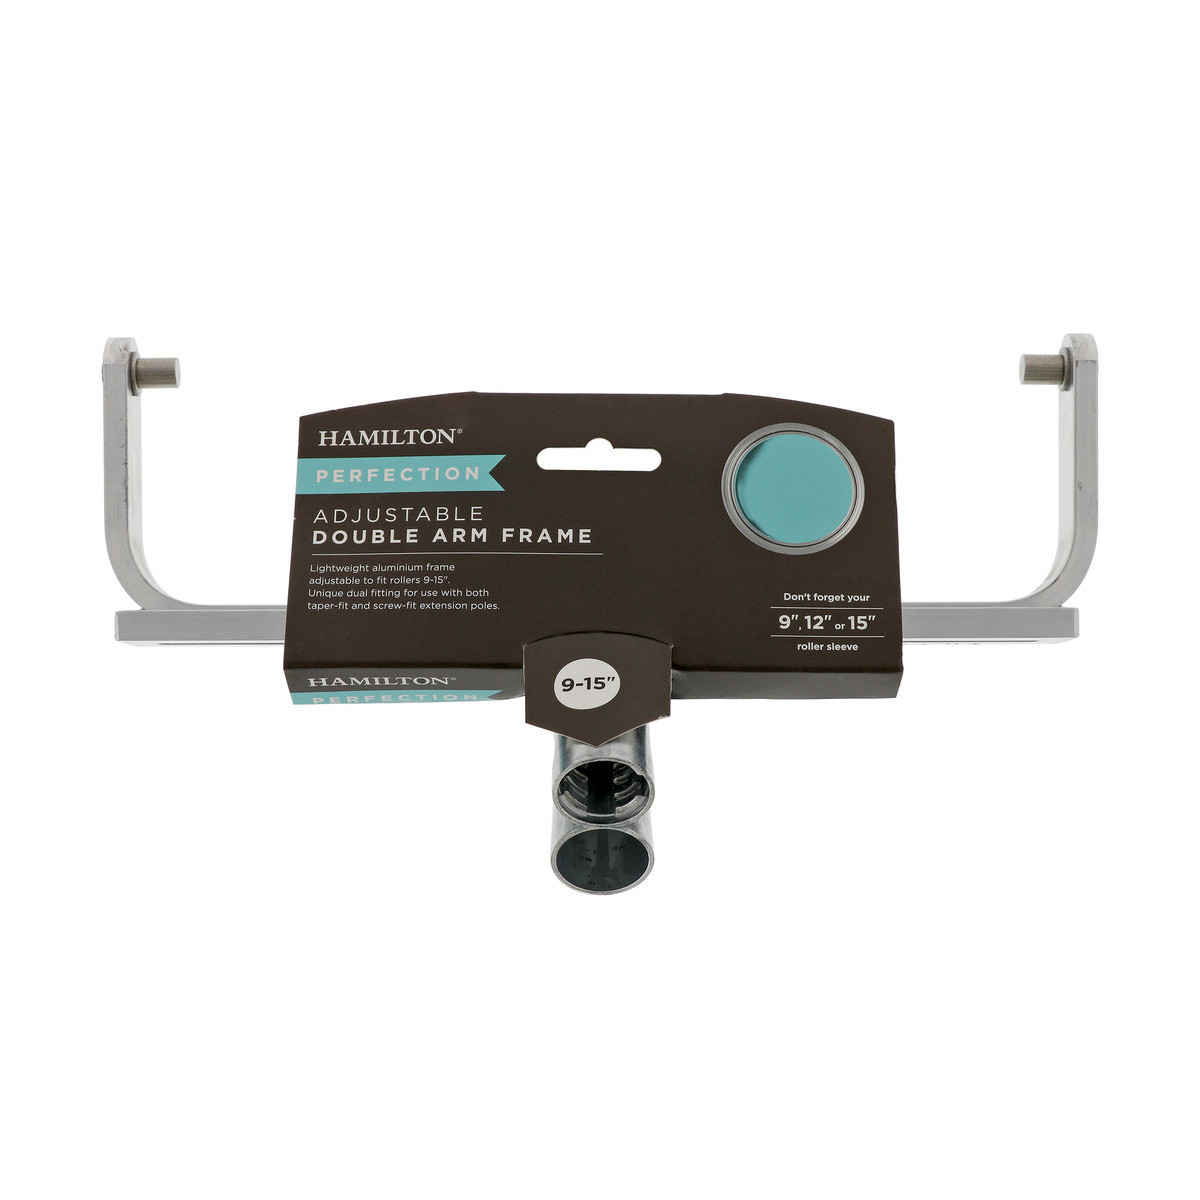 HAMILTON®
PERFECTION
ADJUSTABLE
DOUBLE ARM FRAME
Lightweight aluminium frame
adjustable to fit rollers 9-15".
Unique dual fitting for use with both
taper-fit and screw-fit extension poles.
Don't forget your
9", 12" or 15"
roller sleeve
HAMILTON®
PERFECTION
9-15"